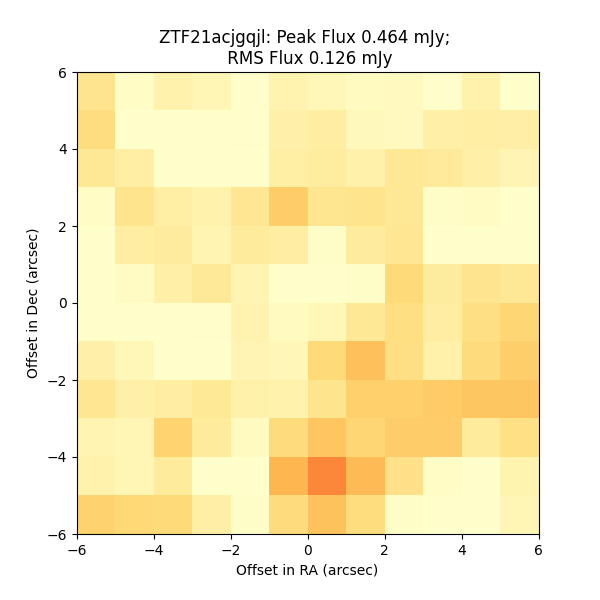 ZTF21acjgqjl: Peak Flux 0.464 mJy;
RMS Flux 0.126 mJy
6
4
2
0
−2
−4
−6
Offset in Dec (arcsec)
−6 −4 −2 0 2 4 6
Offset in RA (arcsec)